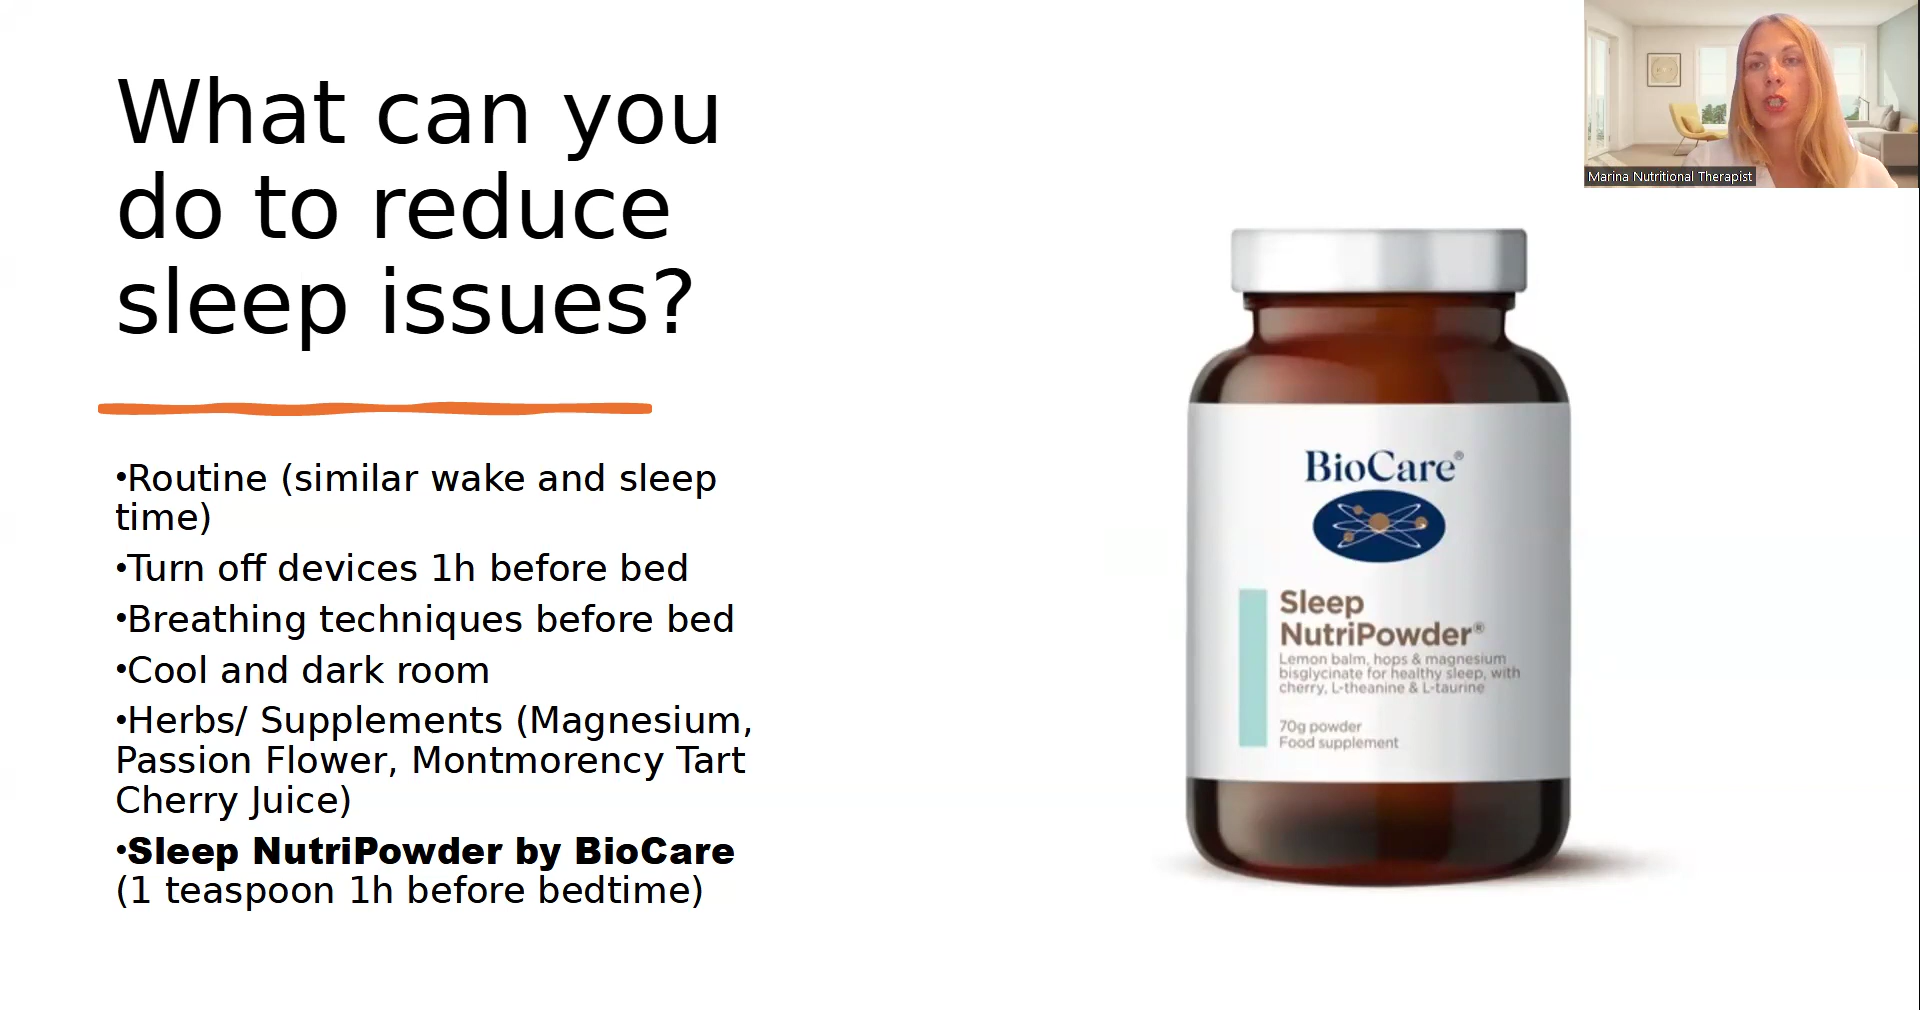 What can you
do to reduce
sleep issues?
•Routine (similar wake and sleep
time)
•Turn off devices 1h before bed
•Breathing techniques before bed
•Cool and dark room
•Herbs/ Supplements (Magnesium,
Passion Flower, Montmorency Tart
Cherry Juice)
•Sleep NutriPowder by BioCare
(1 teaspoon 1h before bedtime)
Marina Nutritional Therapist
BioCare®
Sleep
NutriPowder®
Lemon balm, hops & magnesium
bisglycinate for healthy sleep, with
cherry, L-theanine & L-taurine
70g powder
Food supplement